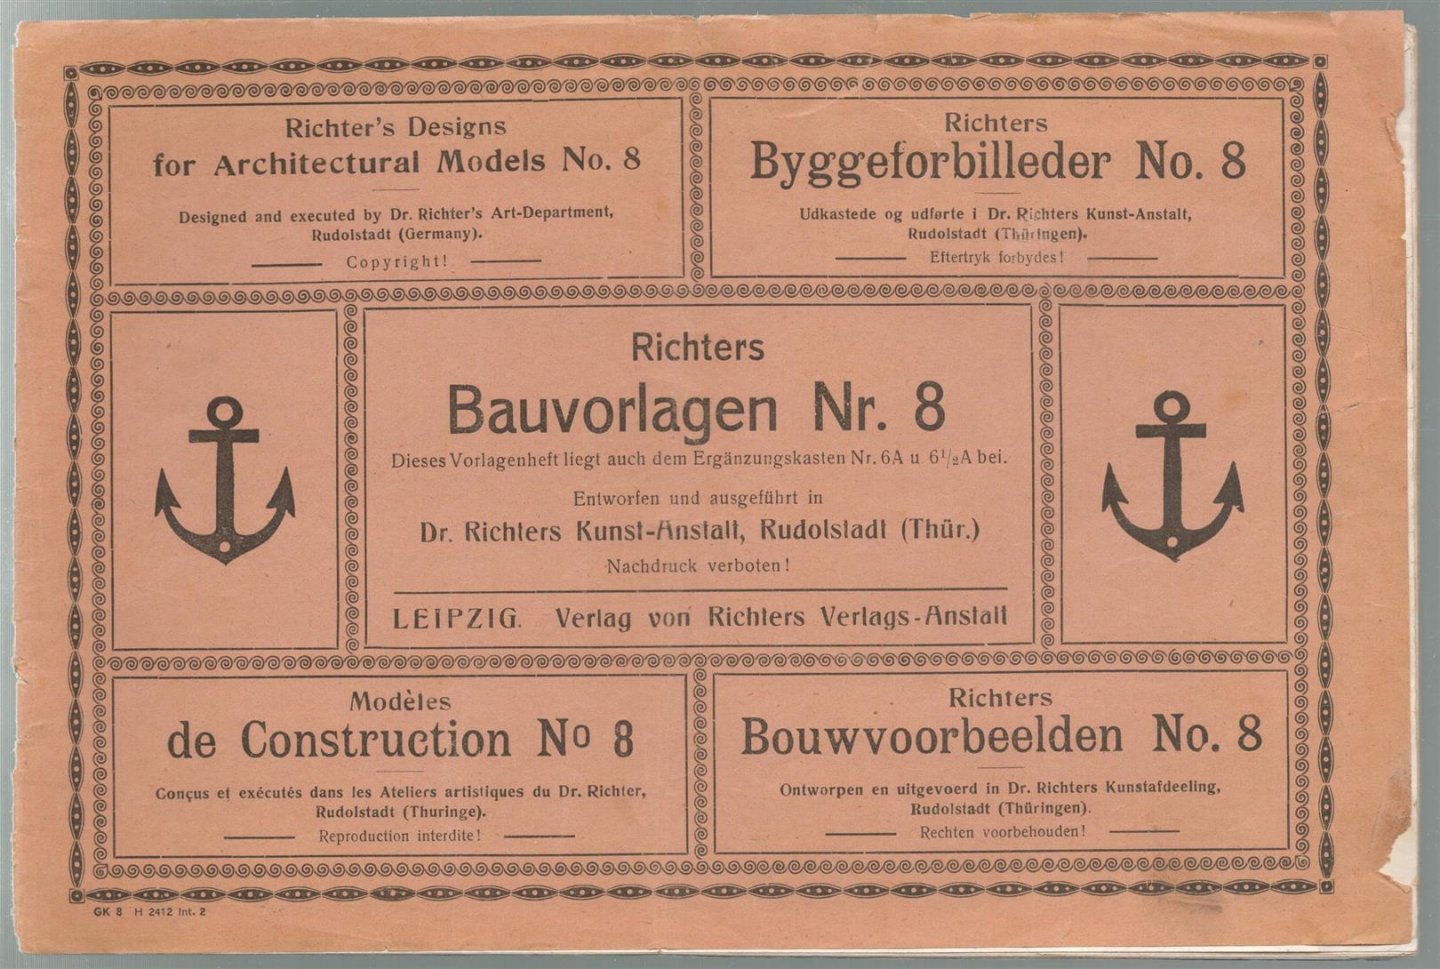 Richter's Designs
for Architectural Models No. 8
Designed and executed by Dr. Richter's Art-Department,
Rudolstadt (Germany).
Copyright!
Richters
Byggeforbilleder No. 8
Udkastede og udførte i Dr. Richters Kunst-Anstalt,
Rudolstadt (Thüringen).
Eftertryk forbydes!
Richters
Bauvorlagen Nr. 8
Dieses Vorlagenheft liegt auch dem Ergänzungskasten Nr. 6A u 6½A bei.
Entworfen und ausgeführt in
Dr. Richters Kunst-Anstalt, Rudolstadt (Thür.)
Nachdruck verboten!
LEIPZIG. Verlag von Richters Verlags-Anstalt
Modèles
de Construction No 8
Conçus et exécutés dans les Ateliers artistiques du Dr. Richter,
Rudolstadt (Thuringe).
Reproduction interdite!
Richters
Bouwvoorbeelden No. 8
Ontworpen en uitgevoerd in Dr. Richters Kunstafdeeling,
Rudolstadt (Thüringen).
Rechten voorbehouden!
GK 8 H 2412 Int. 2